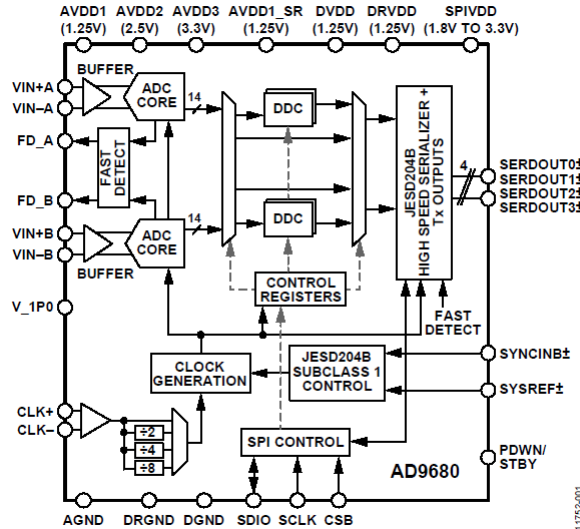 AVDD1 AVDD2 AVDD3 AVDD1_SR DVDD DRVDD SPIVDD
(1.25V) (2.5V) (3.3V) (1.25V) (1.25V) (1.25V) (1.8V TO 3.3V)
BUFFER
VIN+A
VIN–A
ADC
CORE
14
DDC
FD_A
FAST
DETECT
FD_B
VIN+B
VIN–B
BUFFER
ADC
CORE
14
DDC
JESD204B
HIGH SPEED SERIALIZER +
Tx OUTPUTS
4
SERDOUT0±
SERDOUT1±
SERDOUT2±
SERDOUT3±
CONTROL
REGISTERS
V_1P0
FAST
DETECT
CLOCK
GENERATION
JESD204B
SUBCLASS 1
CONTROL
SYNCINB±
SYSREF±
CLK+
CLK–
÷2
÷4
÷8
SPI CONTROL
PDWN/
STBY
AD9680
AGND DRGND DGND SDIO SCLK CSB